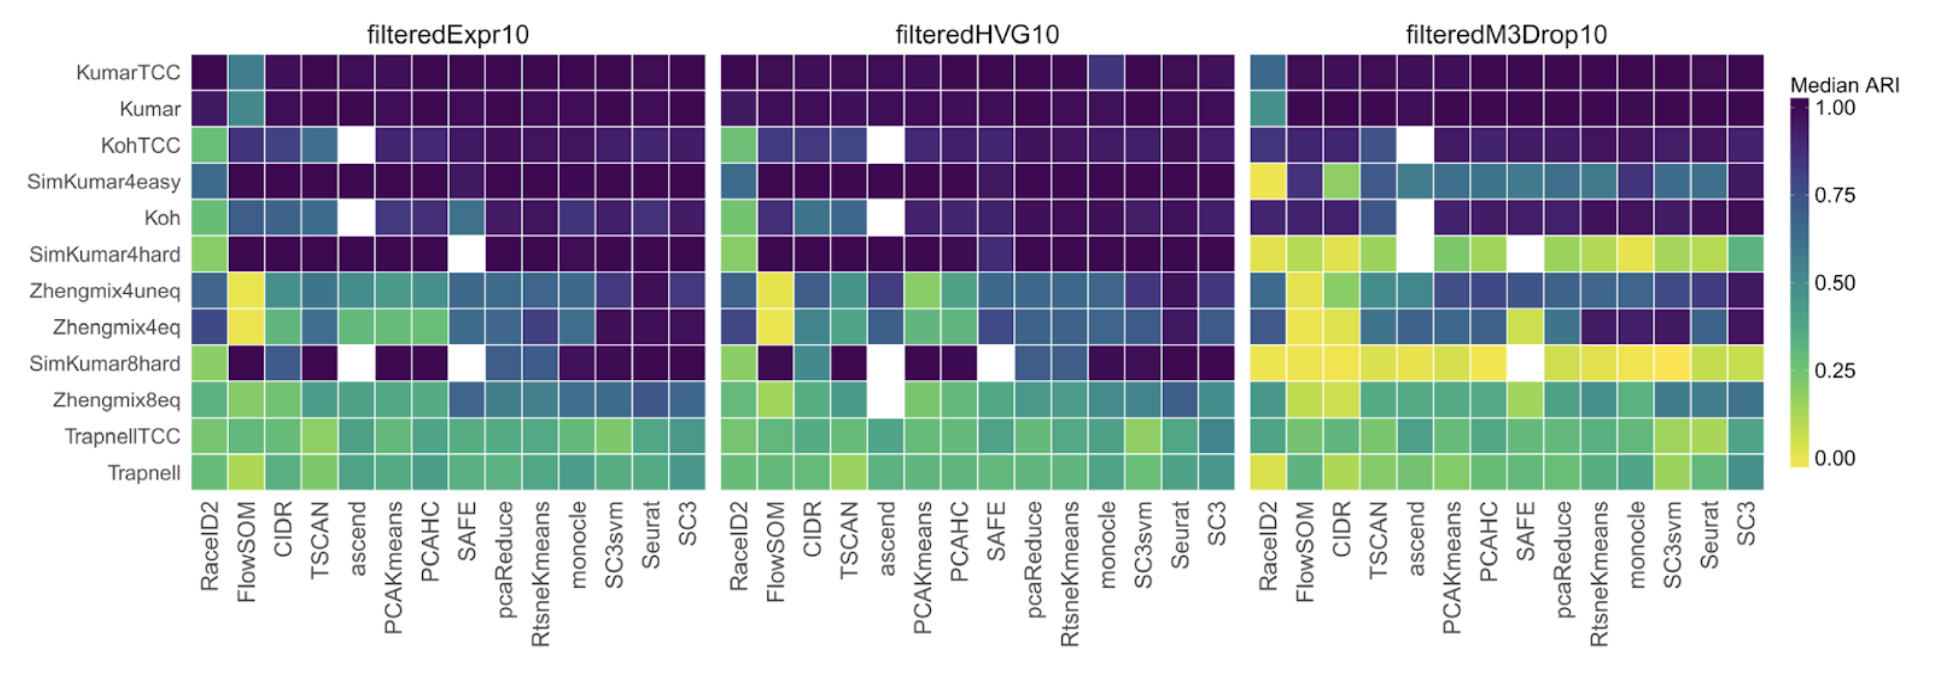 filteredExpr10
filteredHVG10
filteredM3Drop10
KumarTCC
Kumar
KohTCC
SimKumar4easy
Koh
SimKumar4hard
Zhengmix4uneq
Zhengmix4eq
SimKumar8hard
Zhengmix8eq
TrapnellTCC
Trapnell
RaceID2
FlowSOM
CIDR
TSCAN
ascend
PCAKmeans
PCAHC
SAFE
pcaReduce
RtsneKmeans
monocle
SC3svm
Seurat
SC3
RaceID2
FlowSOM
CIDR
TSCAN
ascend
PCAKmeans
PCAHC
SAFE
pcaReduce
RtsneKmeans
monocle
SC3svm
Seurat
SC3
RaceID2
FlowSOM
CIDR
TSCAN
ascend
PCAKmeans
PCAHC
SAFE
pcaReduce
RtsneKmeans
monocle
SC3svm
Seurat
SC3
Median ARI
1.00
0.75
0.50
0.25
0.00